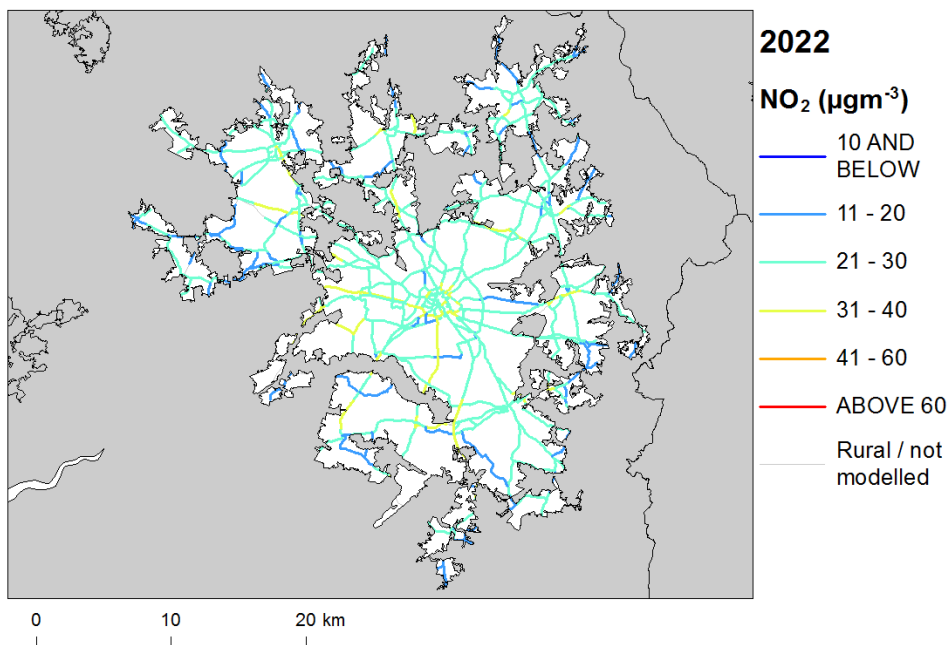 2022
NO₂ (µgm⁻³)
10 AND
BELOW
11 - 20
21 - 30
31 - 40
41 - 60
ABOVE 60
Rural / not
modelled
0 10 20 km